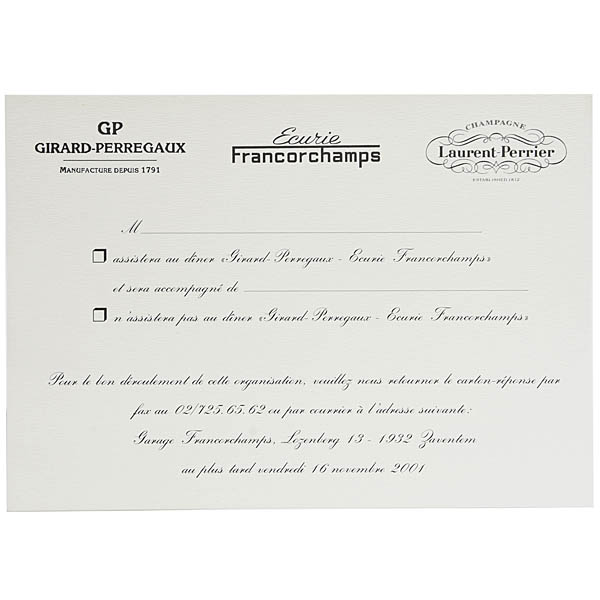 GP
GIRARD-PERREGAUX
MANUFACTURE DEPUIS 1791
Ecurie
Francorchamps
CHAMPAGNE
Laurent-Perrier
ESTABLISHED 1812
M
assistera au dîner «Girard-Perregaux - Ecurie Francorchamps»
et sera accompagné de
n'assistera pas au dîner «Girard-Perregaux - Ecurie Francorchamps»
Pour le bon déroulement de cette organisation, veuillez nous retourner le carton-réponse par
fax au 02/725.65.62 ou par courrier à l'adresse suivante:
Garage Francorchamps, Lozenberg 13 - 1932 Zaventem
au plus tard vendredi 16 novembre 2001